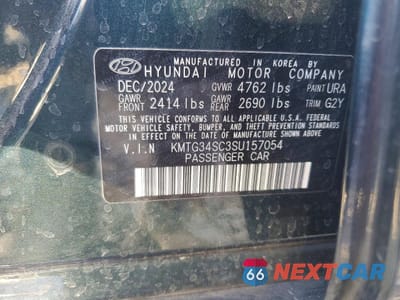 MANUFACTURED IN KOREA BY
HYUNDAI MOTOR COMPANY
DEC/2024 GVWR 4762 lbs PAINT URA
GAWR FRONT 2414 lbs GAWR REAR 2690 lbs TRIM G2Y
THIS VEHICLE CONFORMS TO ALL APPLICABLE
FEDERAL MOTOR VEHICLE
SAFETY, BUMPER, AND THEFT PREVENTION STANDARDS
IN EFFECT ON THE DATE OF MANUFACTURE SHOWN ABOVE.
V.I.N KMTG34SC3SU157054
PASSENGER CAR
66 NEXTCAR